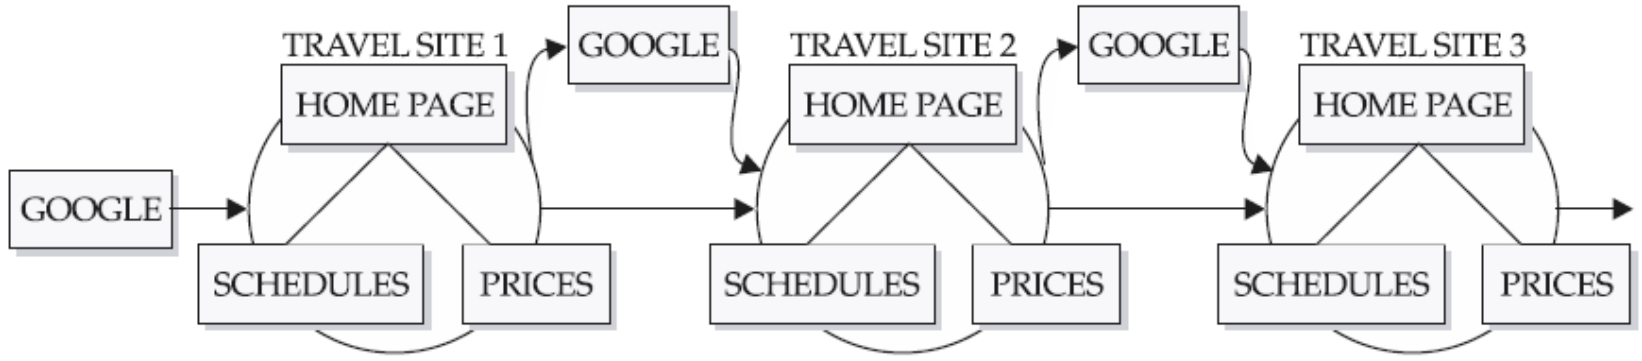 GOOGLE
TRAVEL SITE 1
HOME PAGE
SCHEDULES
PRICES
GOOGLE
TRAVEL SITE 2
HOME PAGE
SCHEDULES
PRICES
GOOGLE
TRAVEL SITE 3
HOME PAGE
SCHEDULES
PRICES